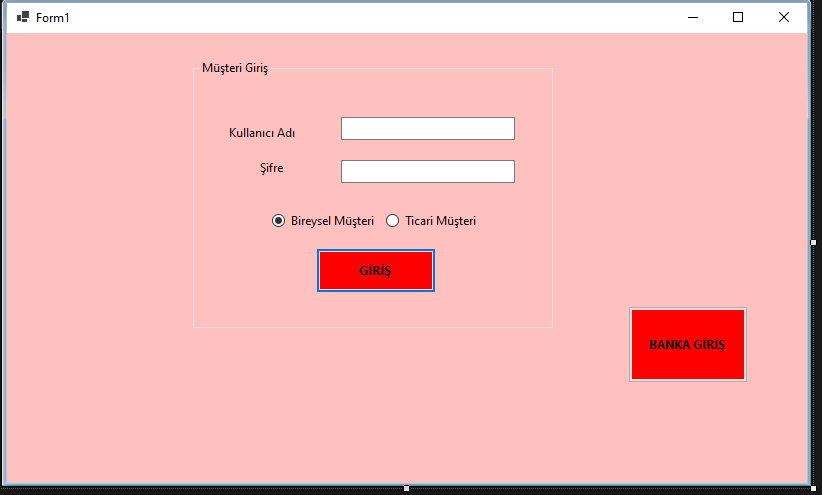 Form1
Müşteri Giriş
Kullanıcı Adı
Şifre
Bireysel Müşteri Ticari Müşteri
GİRİŞ
BANKA GİRİŞ